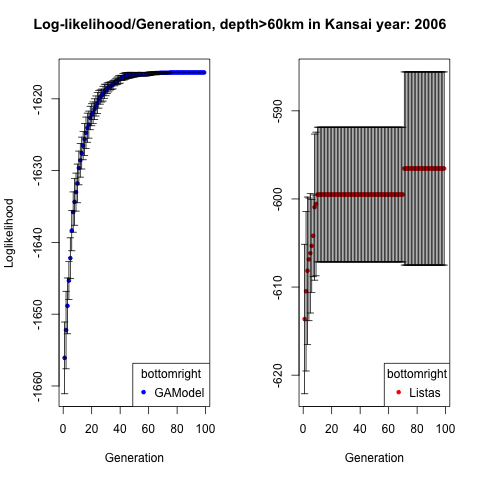 Log-likelihood/Generation, depth>60km in Kansai year: 2006
Loglikelihood
-1620
-1630
-1640
-1650
-1660
bottomright
GAModel
0 20 40 60 80 100
Generation
-590
-600
-610
-620
bottomright
Listas
0 20 40 60 80 100
Generation